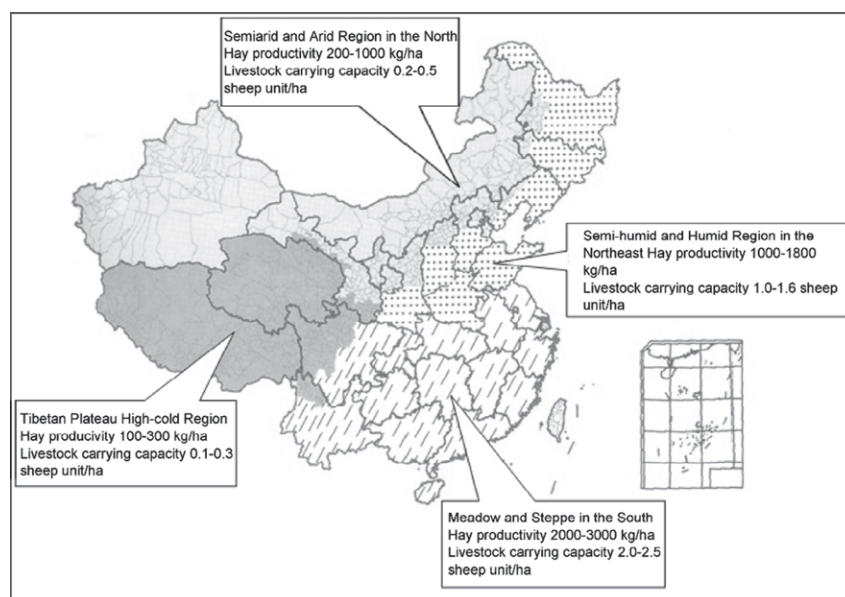 Semiarid and Arid Region in the North
Hay productivity 200-1000 kg/ha
Livestock carrying capacity 0.2-0.5
sheep unit/ha
Semi-humid and Humid Region in the
Northeast Hay productivity 1000-1800
kg/ha
Livestock carrying capacity 1.0-1.6 sheep
unit/ha
Tibetan Plateau High-cold Region
Hay producivity 100-300 kg/ha
Livestock carrying capacity 0.1-0.3
sheep unit/ha
Meadow and Steppe in the South
Hay productivity 2000-3000 kg/ha
Livestock carrying capacity 2.0-2.5
sheep unit/ha